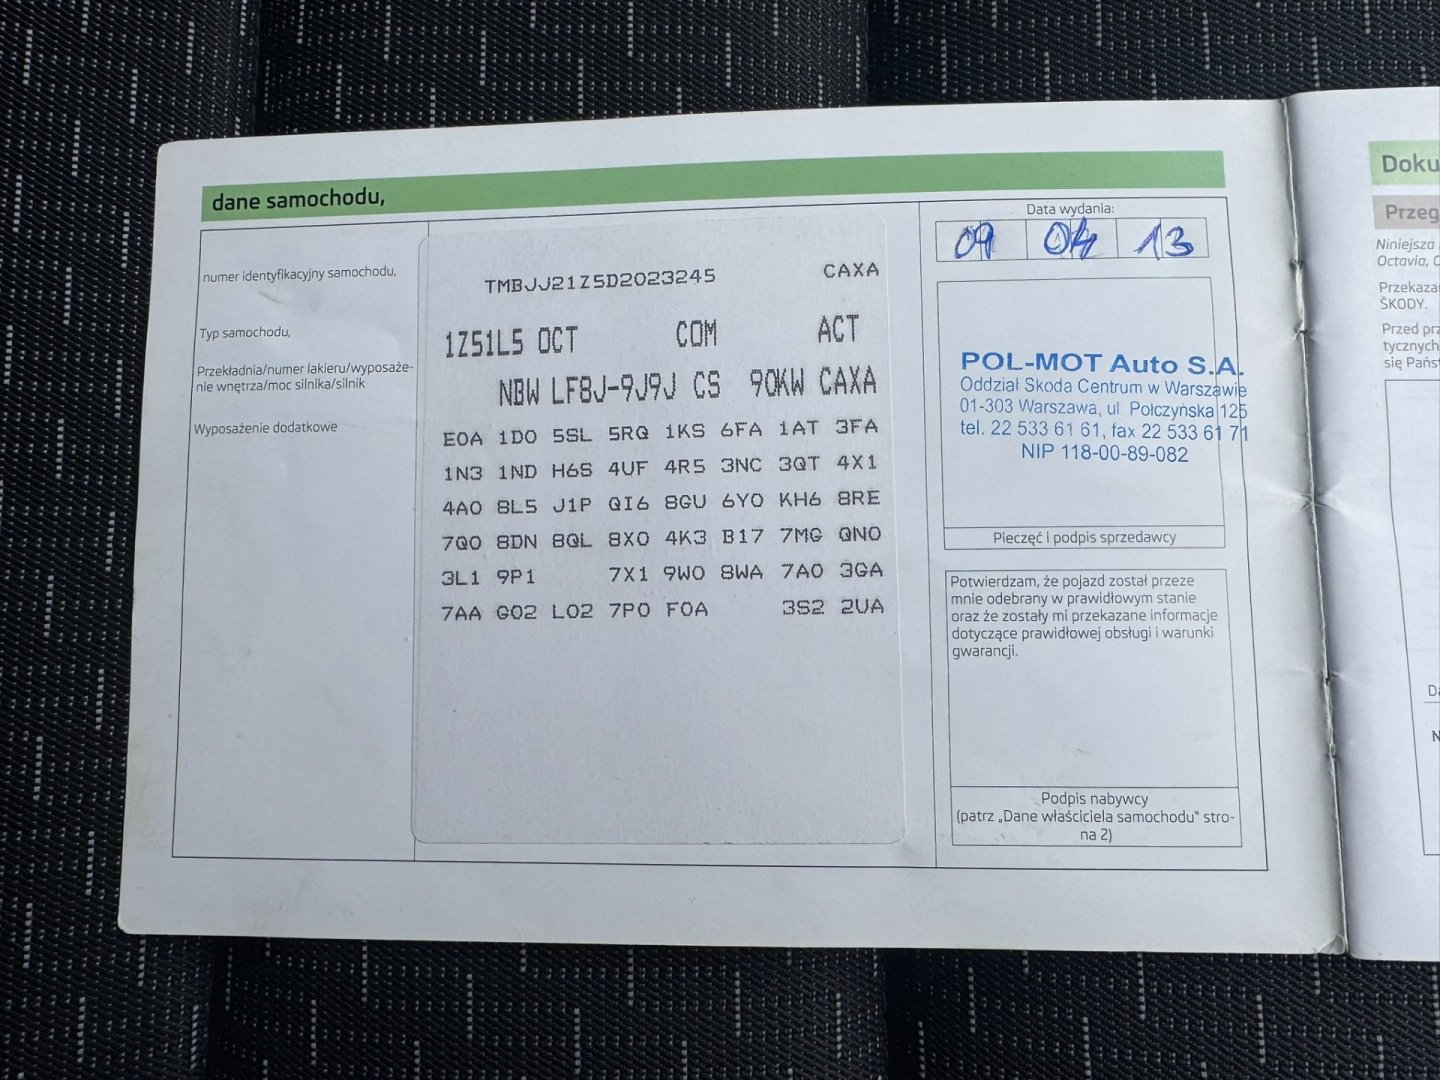 dane samochodu,
numer identyfikacyjny samochodu,
TMBJJ21Z5D2023245 CAXA
Typ samochodu,
1Z51L5 OCT COM ACT
Przekładnia/numer lakieru/wyposaże-
nie wnętrza/moc silnika/silnik
NBW LF8J-9J9J CS 90KW CAXA
Wyposażenie dodatkowe
E0A 1D0 5SL 5RQ 1KS 6FA 1AT 3FA
1N3 1ND H6S 4UF 4R5 3NC 3QT 4X1
4A0 8L5 J1P QI6 8GU 6Y0 KH6 8RE
7Q0 8DN 8QL 8X0 4K3 B17 7MG QN0
3L1 9P1 7X1 9W0 8WA 7A0 3GA
7AA G02 L02 7P0 F0A 3S2 2UA
Data wydania:
09 04 13
POL-MOT Auto S.A.
Oddział Skoda Centrum w Warszawie
01-303 Warszawa, ul. Połczyńska 125
tel. 22 533 61 61, fax 22 533 61 71
NIP 118-00-89-082
Pieczęć i podpis sprzedawcy
Potwierdzam, że pojazd został przeze
mnie odebrany w prawidłowym stanie
oraz że zostały mi przekazane informacje
dotyczące prawidłowej obsługi i warunki
gwarancji.
Podpis nabywcy
(patrz „Dane właściciela samochodu" stro-
na 2)
Doku
Przeg
Niniejsza
Octavia, O
Przekaza
ŠKODY.
Przed prz
tycznych
się Pańs
Da
N